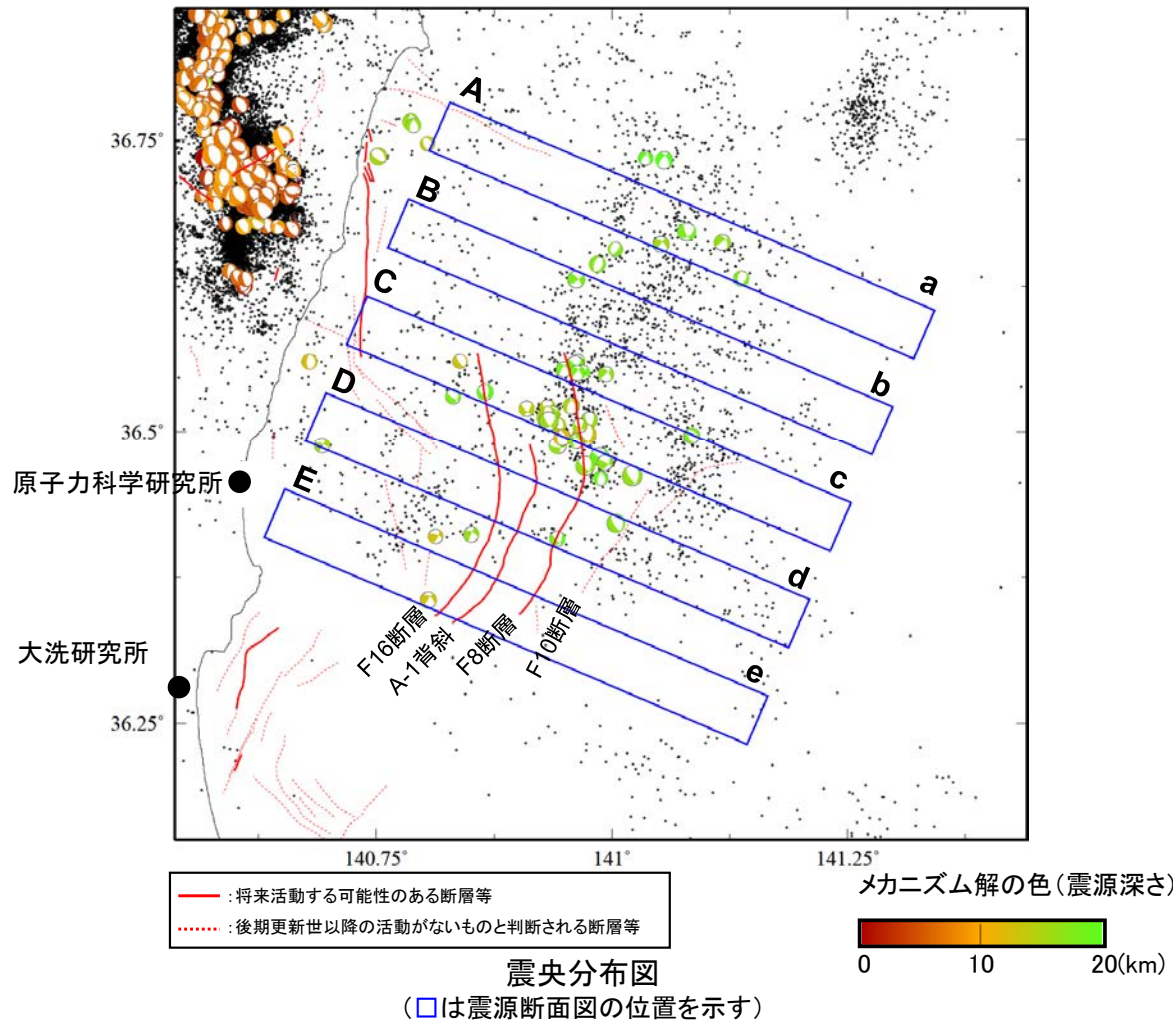 A
36.75°
B
a
C
b
D
36.5°
c
原子力科学研究所
E
d
F16断層
A-1背斜
F8断層
F10断層
大洗研究所
e
36.25°
140.75°
141°
141.25°
:将来活動する可能性のある断層等
:後期更新世以降の活動がないものと判断される断層等
メカニズム解の色(震源深さ)
0
10
20(km)
震央分布図
(□は震源断面図の位置を示す)